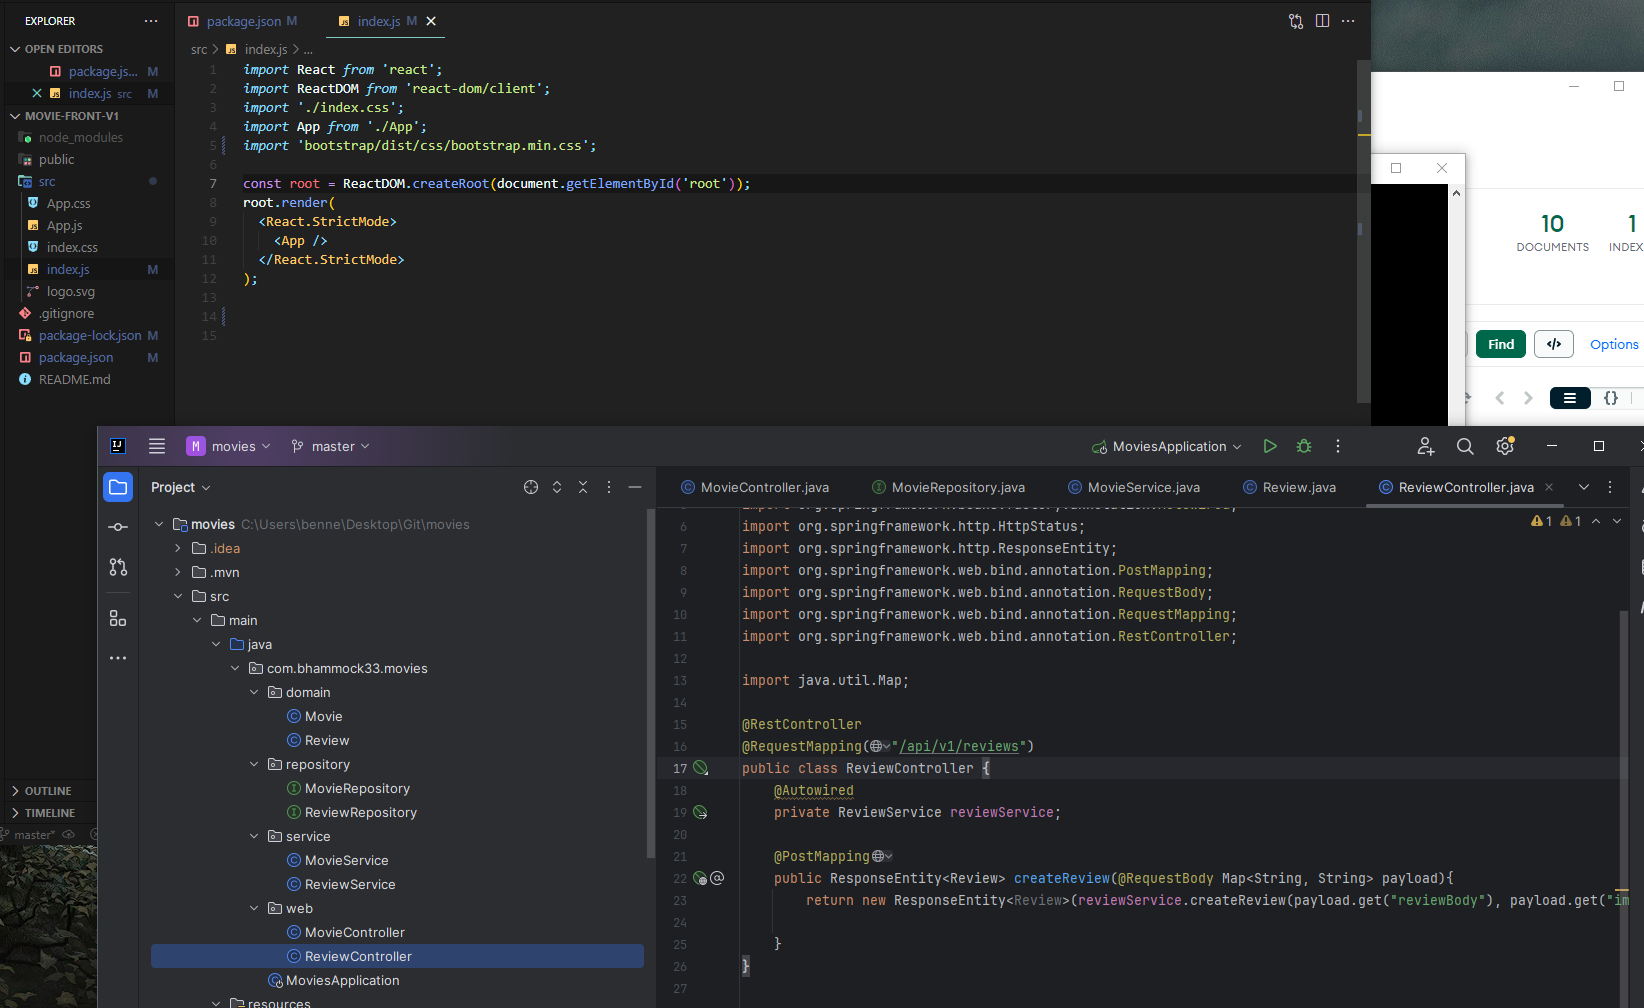 EXPLORER
OPEN EDITORS
package.js... M
index.js src M
MOVIE-FRONT-V1
node_modules
public
src
App.css
App.js
index.css
index.js M
logo.svg
.gitignore
package-lock.json M
package.json M
README.md
OUTLINE
TIMELINE
master*
package.json M
index.js M
src > index.js > ...
1 import React from 'react';
2 import ReactDOM from 'react-dom/client';
3 import './index.css';
4 import App from './App';
5 import 'bootstrap/dist/css/bootstrap.min.css';
6
7 const root = ReactDOM.createRoot(document.getElementById('root'));
8 root.render(
9 <React.StrictMode>
10 <App />
11 </React.StrictMode>
12 );
13
14
15
10
DOCUMENTS
1
INDEX
Find
</>
Options
{}
IJ
M movies
master
MoviesApplication
Project
movies C:\Users\benne\Desktop\Git\movies
.idea
.mvn
src
main
java
com.bhammock33.movies
domain
Movie
Review
repository
MovieRepository
ReviewRepository
service
MovieService
ReviewService
web
MovieController
ReviewController
MoviesApplication
resources
MovieController.java
MovieRepository.java
MovieService.java
Review.java
ReviewController.java
1 1
6 import org.springframework.http.HttpStatus;
7 import org.springframework.http.ResponseEntity;
8 import org.springframework.web.bind.annotation.PostMapping;
9 import org.springframework.web.bind.annotation.RequestBody;
10 import org.springframework.web.bind.annotation.RequestMapping;
11 import org.springframework.web.bind.annotation.RestController;
12
13 import java.util.Map;
14
15 @RestController
16 @RequestMapping("/api/v1/reviews")
17 public class ReviewController {
18 @Autowired
19 private ReviewService reviewService;
20
21 @PostMapping
22 public ResponseEntity<Review> createReview(@RequestBody Map<String, String> payload){
23 return new ResponseEntity<Review>(reviewService.createReview(payload.get("reviewBody"), payload.get("im
24
25 }
26 }
27